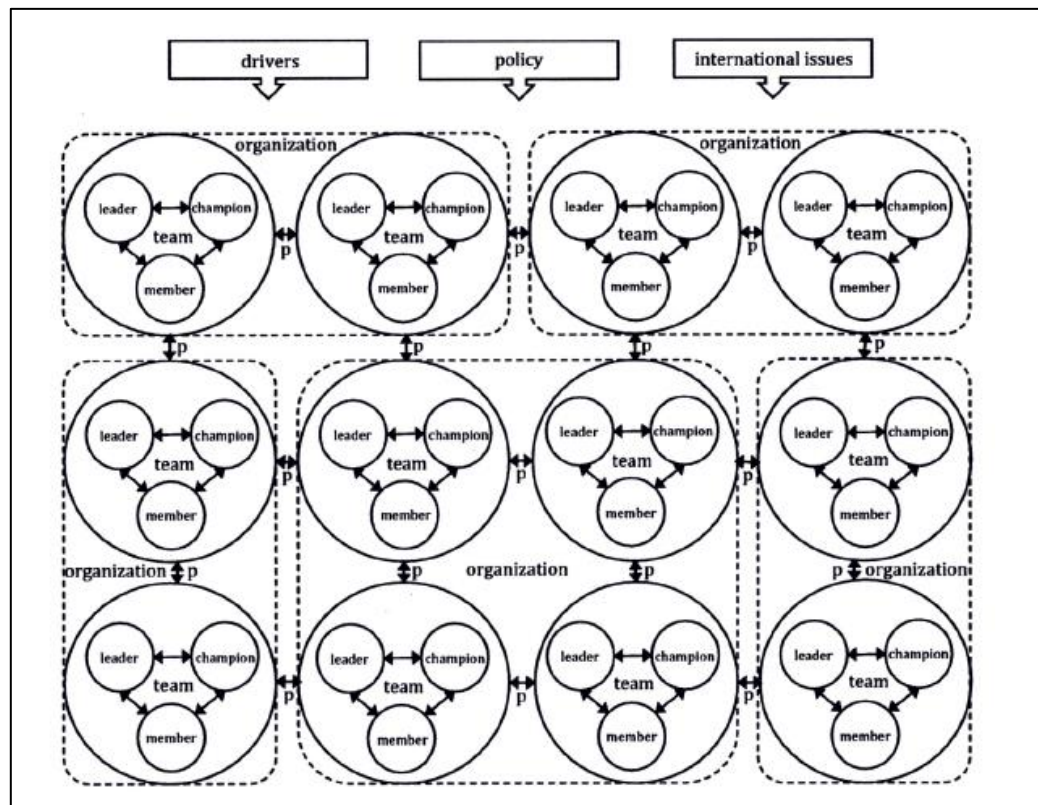 drivers
policy
international issues
organization
organization
leader champion leader champion leader champion leader champion
team team team team
p p p
member member member member
p p p p
leader champion leader champion leader champion leader champion
team team team team
p p p
member member member member
organization p p organization p p organization
leader champion leader champion leader champion leader champion
team team team team
p p p
member member member member